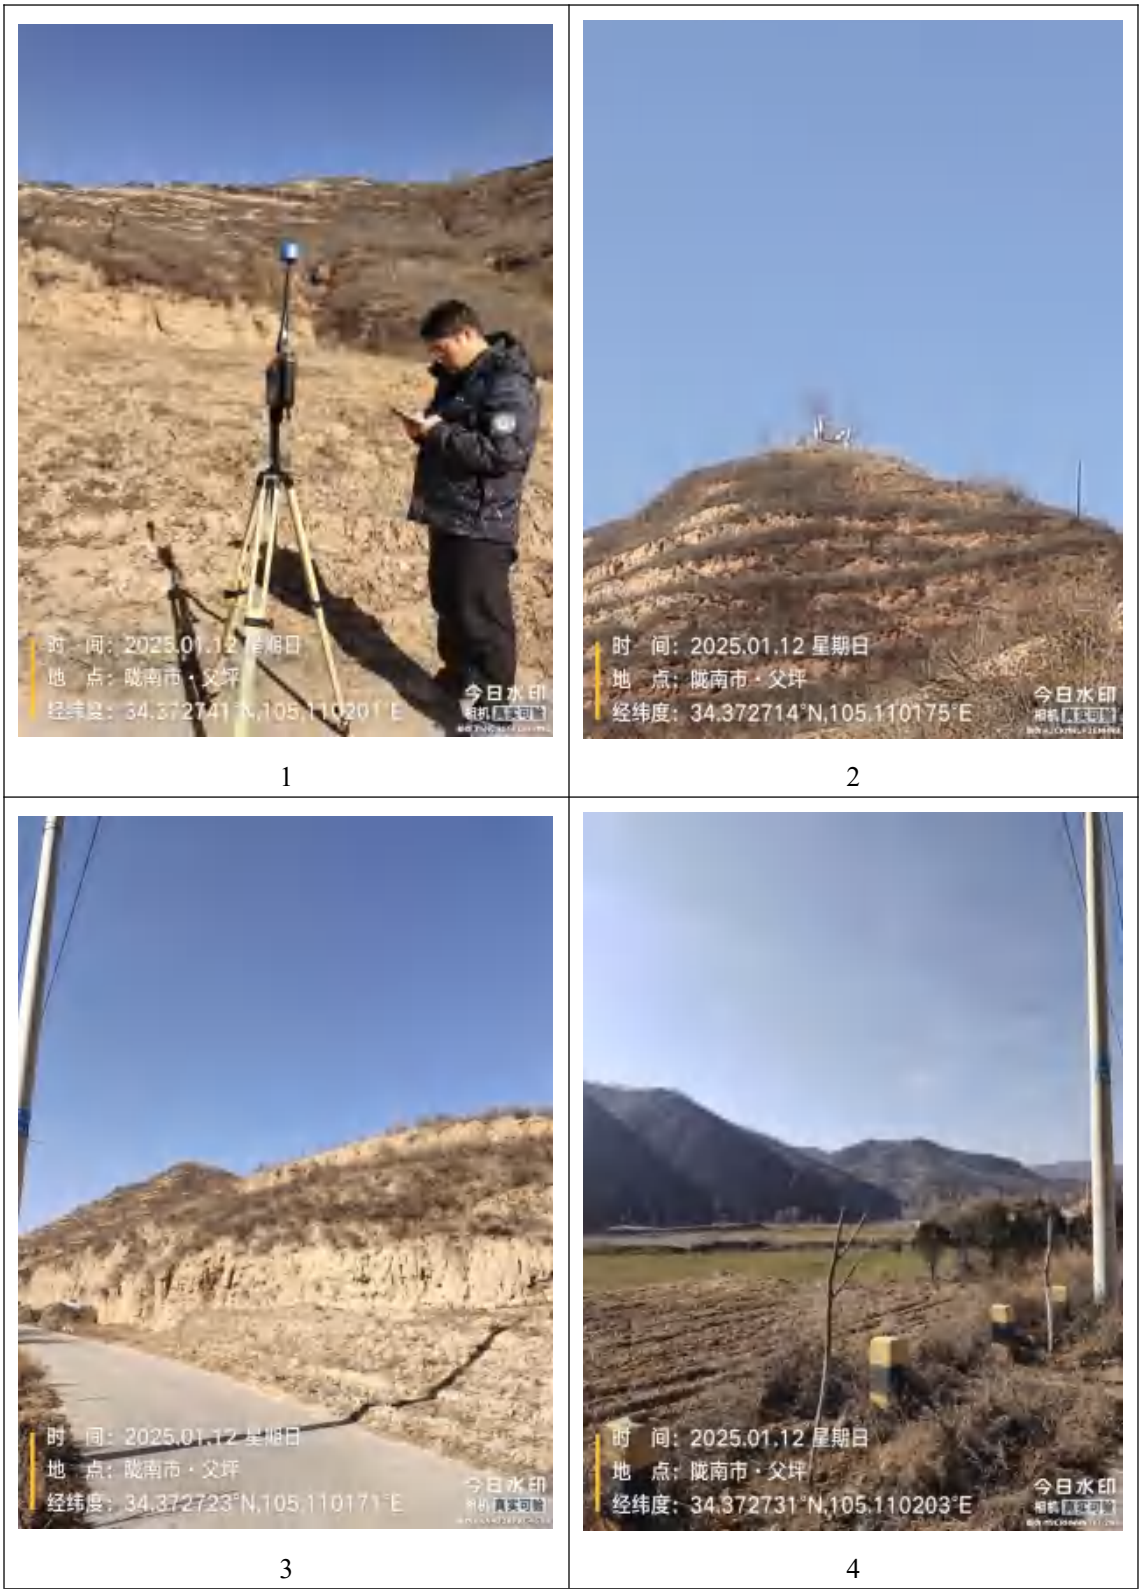 时 间：2025.01.12 星期日
地 点：陇南市·父坪
经纬度：34.372741°N,105.110201°E
今日水印
相机 真实可验
1
时 间：2025.01.12 星期日
地 点：陇南市·父坪
经纬度：34.372714°N,105.110175°E
今日水印
相机 真实可验
2
时 间：2025.01.12 星期日
地 点：陇南市·父坪
经纬度：34.372723°N,105.110171°E
今日水印
相机 真实可验
3
时 间：2025.01.12 星期日
地 点：陇南市·父坪
经纬度：34.372731°N,105.110203°E
今日水印
相机 真实可验
4